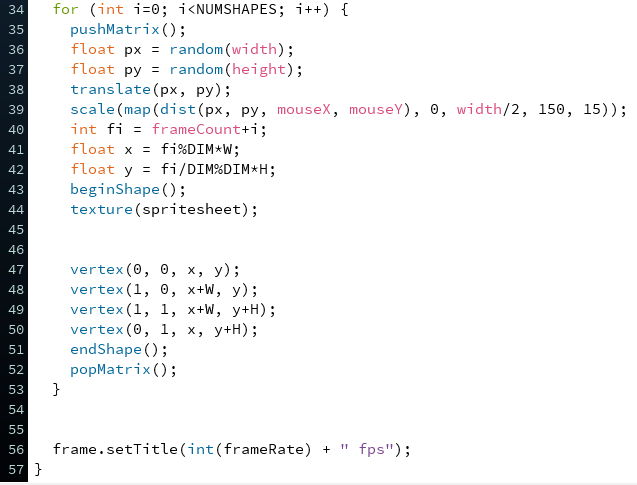 34 for (int i=0; i<NUMSHAPES; i++) {
35 pushMatrix();
36 float px = random(width);
37 float py = random(height);
38 translate(px, py);
39 scale(map(dist(px, py, mouseX, mouseY), 0, width/2, 150, 15));
40 int fi = frameCount+i;
41 float x = fi%DIM*W;
42 float y = fi/DIM%DIM*H;
43 beginShape();
44 texture(spritesheet);
45
46
47 vertex(0, 0, x, y);
48 vertex(1, 0, x+W, y);
49 vertex(1, 1, x+W, y+H);
50 vertex(0, 1, x, y+H);
51 endShape();
52 popMatrix();
53 }
54
55
56 frame.setTitle(int(frameRate) + " fps");
57 }